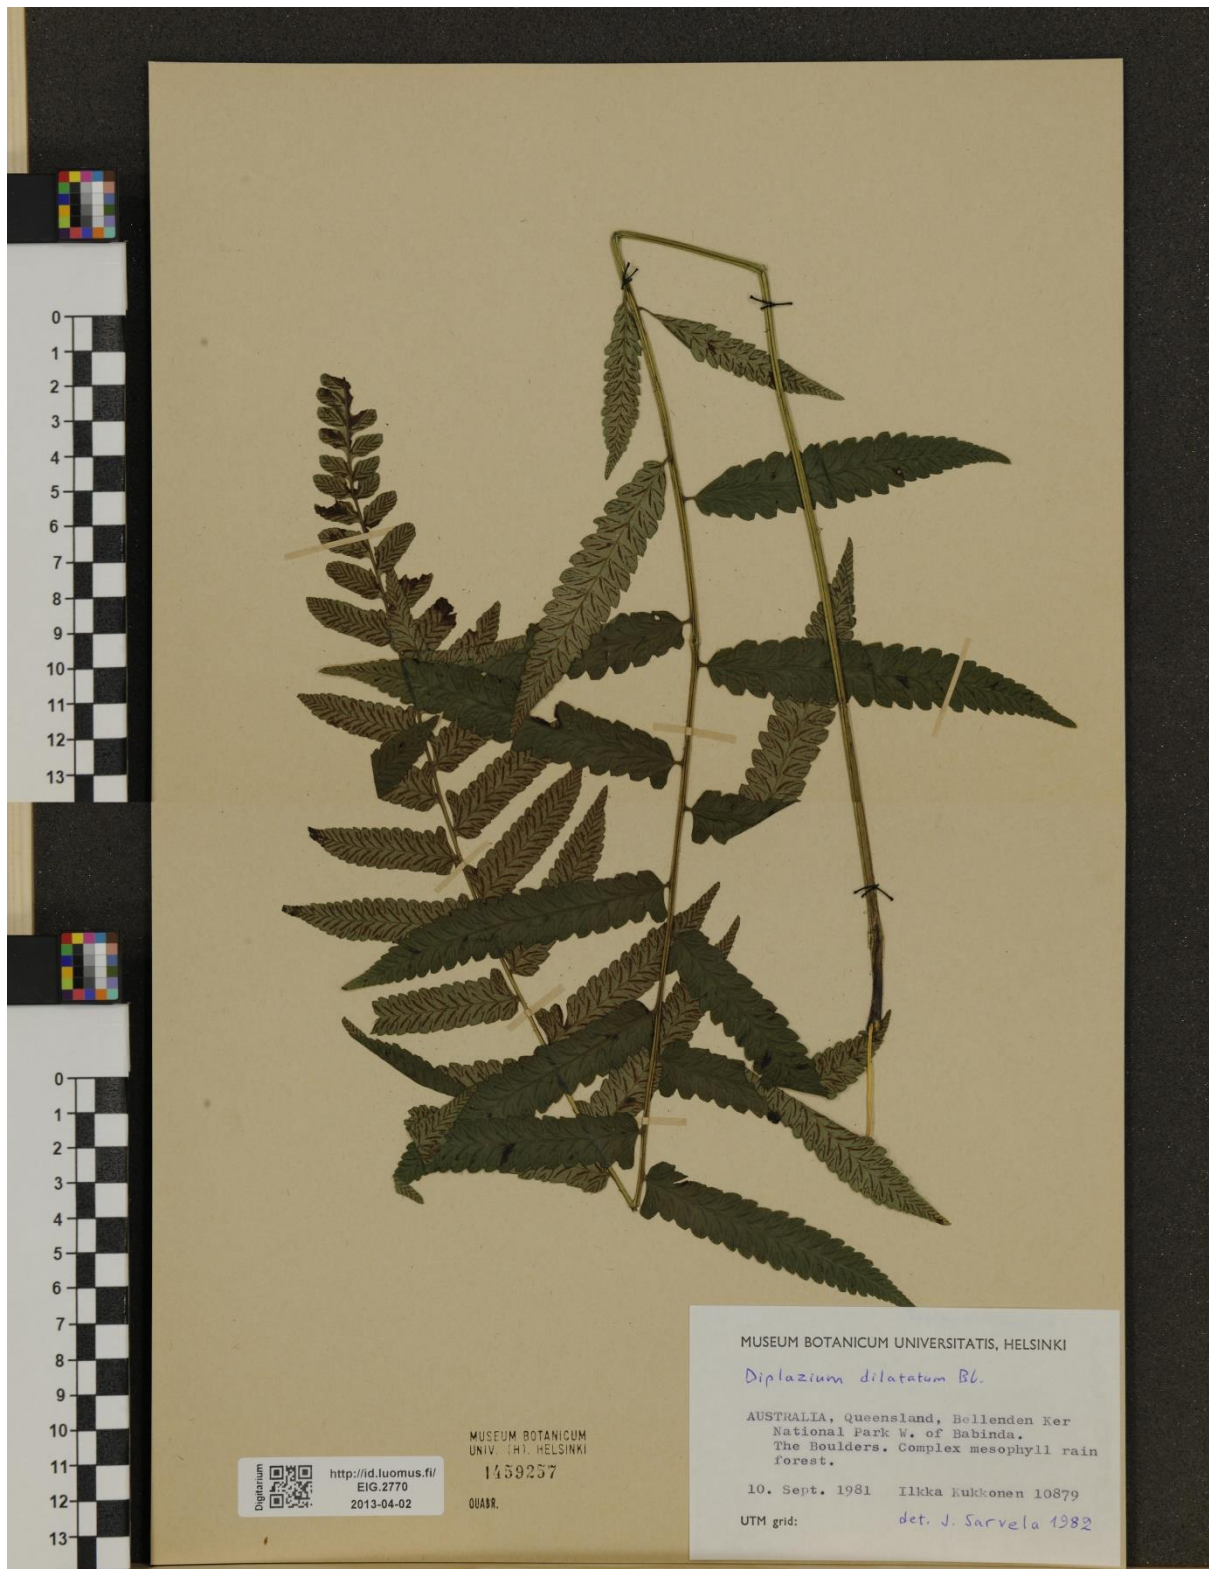 0
1
2
3
4
5
6
7
8
9
10
11
12
13
0
1
2
3
4
5
6
7
8
9
10
11
12
13
Digitarium
http://id.luomus.fi/
EIG.2770
2013-04-02
MUSEUM BOTANICUM
UNIV. (H). HELSINKI
1459257
QUADR.
MUSEUM BOTANICUM UNIVERSITATIS, HELSINKI
Diplazium dilatatum Bl.
AUSTRALIA, Queensland, Bellenden Ker
National Park W. of Babinda.
The Boulders. Complex mesophyll rain
forest.
10. Sept. 1981 Ilkka Kukkonen 10879
UTM grid: det. J. Sarvela 1982